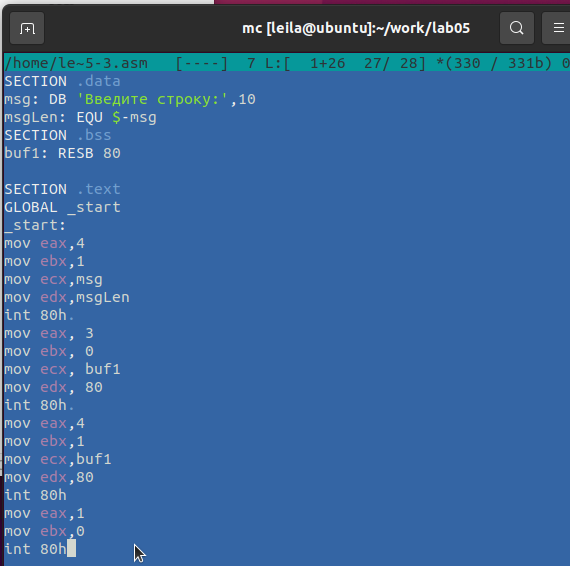 mc [leila@ubuntu]:~/work/lab05
/home/le~5-3.asm [----] 7 L:[ 1+26 27/ 28] *(330 / 331b) 0
SECTION .data
msg: DB 'Введите строку:',10
msgLen: EQU $-msg
SECTION .bss
buf1: RESB 80
SECTION .text
GLOBAL _start
_start:
mov eax,4
mov ebx,1
mov ecx,msg
mov edx,msgLen
int 80h.
mov eax, 3
mov ebx, 0
mov ecx, buf1
mov edx, 80
int 80h.
mov eax,4
mov ebx,1
mov ecx,buf1
mov edx,80
int 80h
mov eax,1
mov ebx,0
int 80h